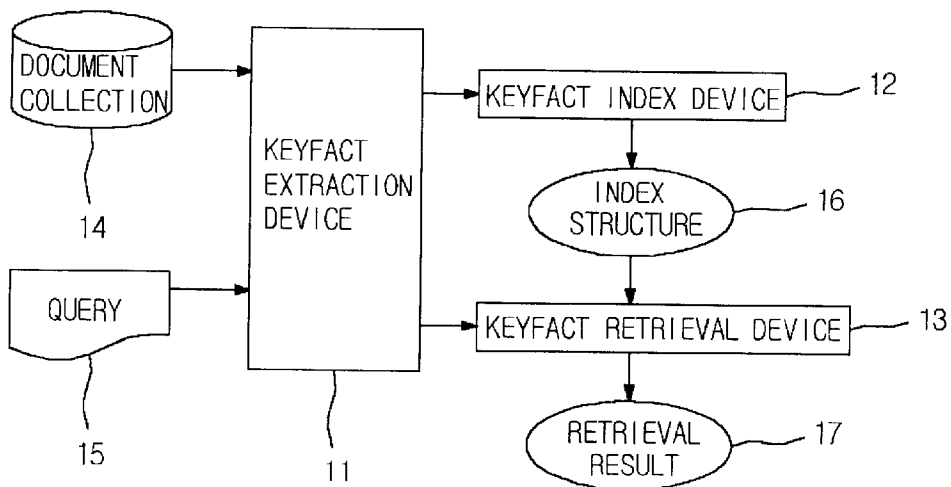 DOCUMENT
COLLECTION
14
QUERY
15
KEYFACT
EXTRACTION
DEVICE
11
KEYFACT INDEX DEVICE
12
INDEX
STRUCTURE
16
KEYFACT RETRIEVAL DEVICE
13
RETRIEVAL
RESULT
17